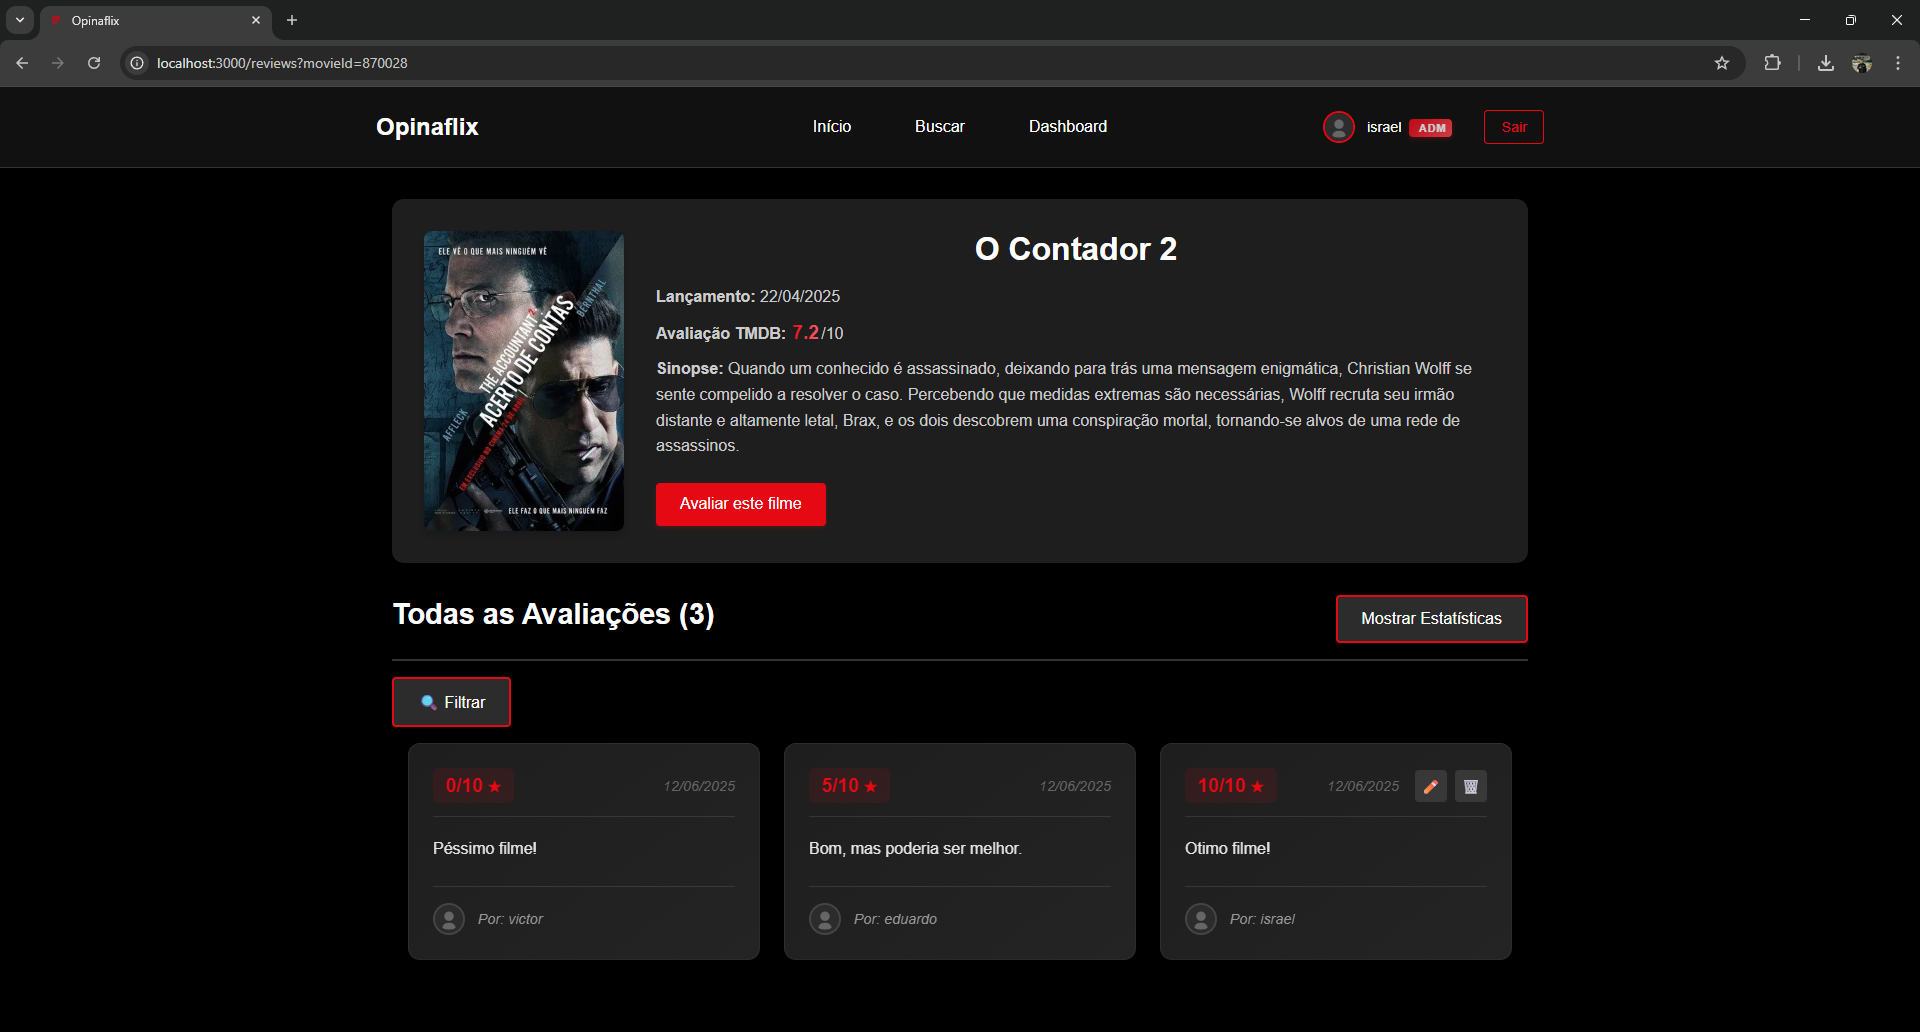 Opinaflix
localhost:3000/reviews?movieId=870028
Opinaflix
Início
Buscar
Dashboard
israel ADM
Sair
ELE VÊ O QUE MAIS NINGUÉM VÊ
BERNTHAL
THE ACCOUNTANT 2
ACERTO DE CONTAS
AFFLECK
ELE FAZ O QUE MAIS NINGUÉM FAZ
O Contador 2
Lançamento: 22/04/2025
Avaliação TMDB: 7.2/10
Sinopse: Quando um conhecido é assassinado, deixando para trás uma mensagem enigmática, Christian Wolff se
sente compelido a resolver o caso. Percebendo que medidas extremas são necessárias, Wolff recruta seu irmão
distante e altamente letal, Brax, e os dois descobrem uma conspiração mortal, tornando-se alvos de uma rede de
assassinos.
Avaliar este filme
Todas as Avaliações (3)
Mostrar Estatísticas
Filtrar
0/10 ★
12/06/2025
Péssimo filme!
Por: victor
5/10 ★
12/06/2025
Bom, mas poderia ser melhor.
Por: eduardo
10/10 ★
12/06/2025
Otimo filme!
Por: israel